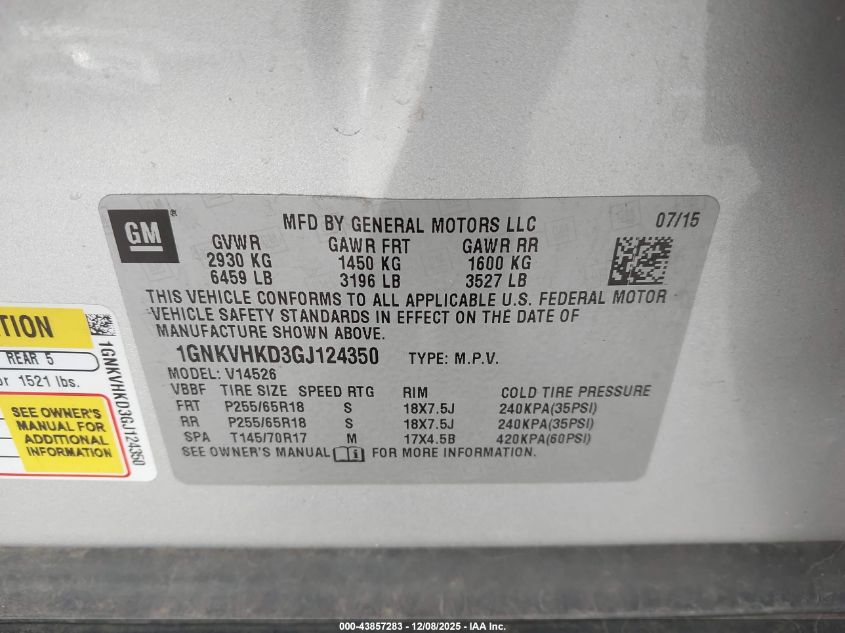 GM
MFD BY GENERAL MOTORS LLC
07/15
GVWR GAWR FRT GAWR RR
2930 KG 1450 KG 1600 KG
6459 LB 3196 LB 3527 LB
THIS VEHICLE CONFORMS TO ALL APPLICABLE U.S. FEDERAL MOTOR
VEHICLE SAFETY STANDARDS IN EFFECT ON THE DATE OF
MANUFACTURE SHOWN ABOVE.
1GNKVHKD3GJ124350 TYPE: M.P.V.
MODEL: V14526
VBBF TIRE SIZE SPEED RTG RIM COLD TIRE PRESSURE
FRT P255/65R18 S 18X7.5J 240KPA(35PSI)
RR P255/65R18 S 18X7.5J 240KPA(35PSI)
SPA T145/70R17 M 17X4.5B 420KPA(60PSI)
SEE OWNER'S MANUAL FOR MORE INFORMATION.
REAR 5
1521 lbs.
SEE OWNER'S
MANUAL FOR
ADDITIONAL
INFORMATION
1GNKVHKD3GJ124350
000-43857283 - 12/08/2025 - IAA Inc.